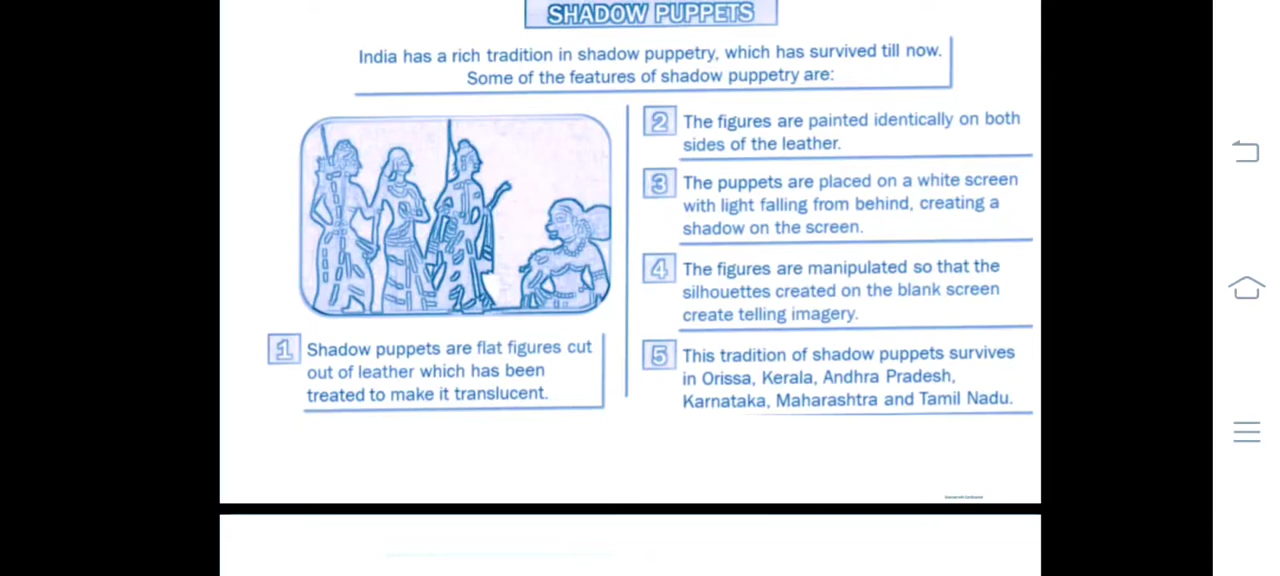 SHADOW PUPPETS
India has a rich tradition in shadow puppetry, which has survived till now.
Some of the features of shadow puppetry are:
1 Shadow puppets are flat figures cut
out of leather which has been
treated to make it translucent.
2 The figures are painted identically on both
sides of the leather.
3 The puppets are placed on a white screen
with light falling from behind, creating a
shadow on the screen.
4 The figures are manipulated so that the
silhouettes created on the blank screen
create telling imagery.
5 This tradition of shadow puppets survives
in Orissa, Kerala, Andhra Pradesh,
Karnataka, Maharashtra and Tamil Nadu.